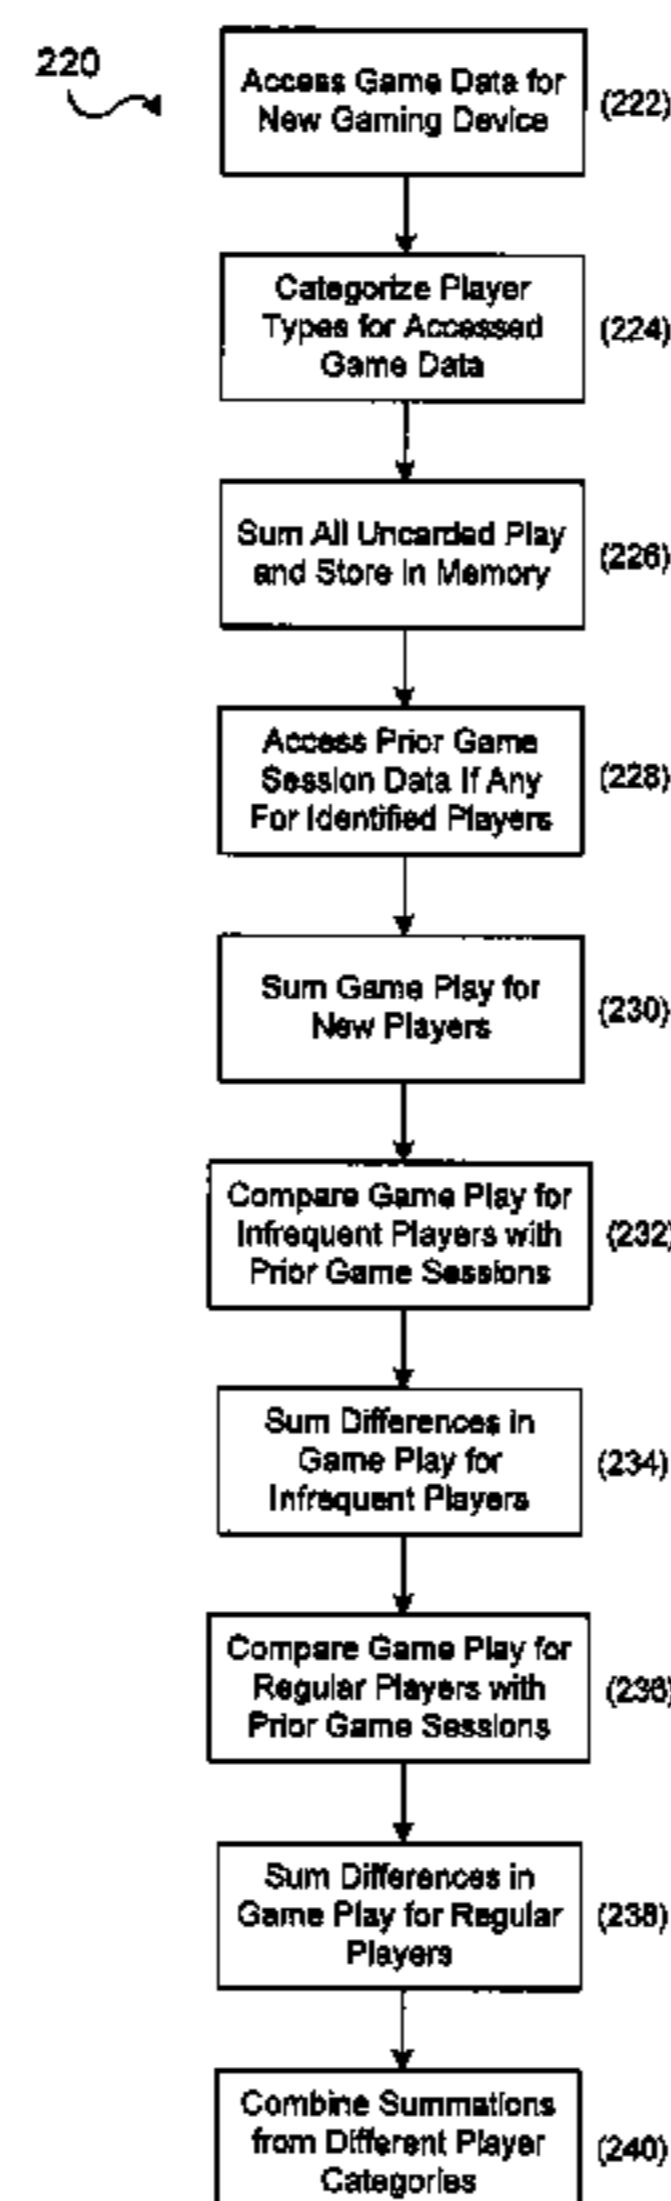 220
Access Game Data for
New Gaming Device
(222)
Categorize Player
Types for Accessed
Game Data
(224)
Sum All Uncarded Play
and Store in Memory
(226)
Access Prior Game
Session Data If Any
For Identified Players
(228)
Sum Game Play for
New Players
(230)
Compare Game Play for
Infrequent Players with
Prior Game Sessions
(232)
Sum Differences in
Game Play for
Infrequent Players
(234)
Compare Game Play for
Regular Players with
Prior Game Sessions
(236)
Sum Differences in
Game Play for Regular
Players
(238)
Combine Summations
from Different Player
Categories
(240)